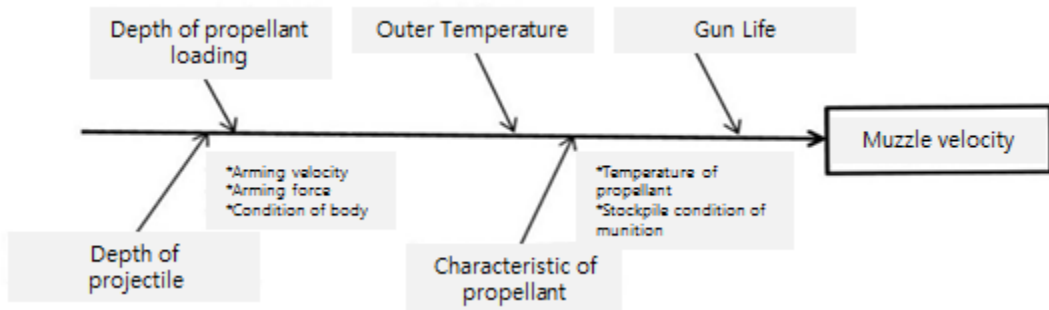 Depth of propellant
loading
Outer Temperature
Gun Life
Muzzle velocity
*Arming velocity
*Arming force
*Condition of body
*Temperature of
propellant
*Stockpile condition of
munition
Depth of
projectile
Characteristic of
propellant